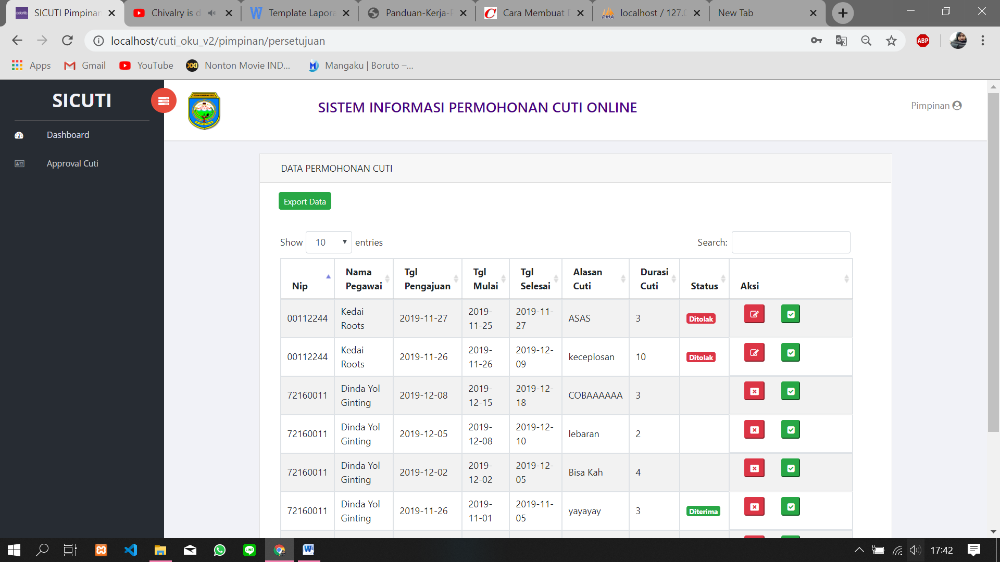 SICUTI Pimpinan
Chivalry is d
Template Lapora
Panduan-Kerja-P
Cara Membuat D
localhost / 127.0
New Tab
localhost/cuti_oku_v2/pimpinan/persetujuan
ABP
Apps
Gmail
YouTube
Nonton Movie IND...
Mangaku | Boruto –...
SICUTI
SISTEM INFORMASI PERMOHONAN CUTI ONLINE
Pimpinan
Dashboard
Approval Cuti
DATA PERMOHONAN CUTI
Export Data
Show 10 entries
Search:
Nip Nama Pegawai Tgl Pengajuan Tgl Mulai Tgl Selesai Alasan Cuti Durasi Cuti Status Aksi
00112244 Kedai Roots 2019-11-27 2019-11-25 2019-11-27 ASAS 3 Ditolak
00112244 Kedai Roots 2019-11-26 2019-11-26 2019-12-09 keceplosan 10 Ditolak
72160011 Dinda Yol Ginting 2019-12-08 2019-12-15 2019-12-18 COBAAAAAA 3
72160011 Dinda Yol Ginting 2019-12-05 2019-12-08 2019-12-10 lebaran 2
72160011 Dinda Yol Ginting 2019-12-02 2019-12-02 2019-12-05 Bisa Kah 4
72160011 Dinda Yol Ginting 2019-11-26 2019-11-01 2019-11-05 yayayay 3 Diterima
17:42